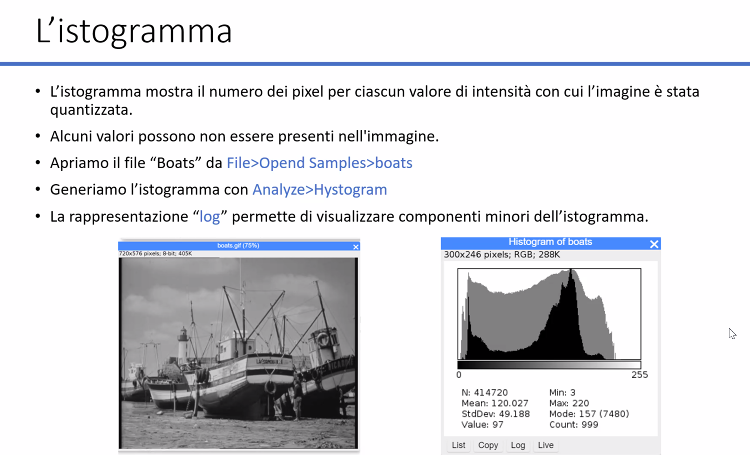 L’istogramma
• L’istogramma mostra il numero dei pixel per ciascun valore di intensità con cui l’imagine è stata
quantizzata.
• Alcuni valori possono non essere presenti nell'immagine.
• Apriamo il file “Boats” da File>Opend Samples>boats
• Generiamo l’istogramma con Analyze>Hystogram
• La rappresentazione “log” permette di visualizzare componenti minori dell’istogramma.
boats.gif (75%)
720x576 pixels; 8-bit; 405K
Histogram of boats
300x246 pixels; RGB; 288K
0 255
N: 414720 Min: 3
Mean: 120.027 Max: 220
StdDev: 49.188 Mode: 157 (7480)
Value: 97 Count: 999
List Copy Log Live